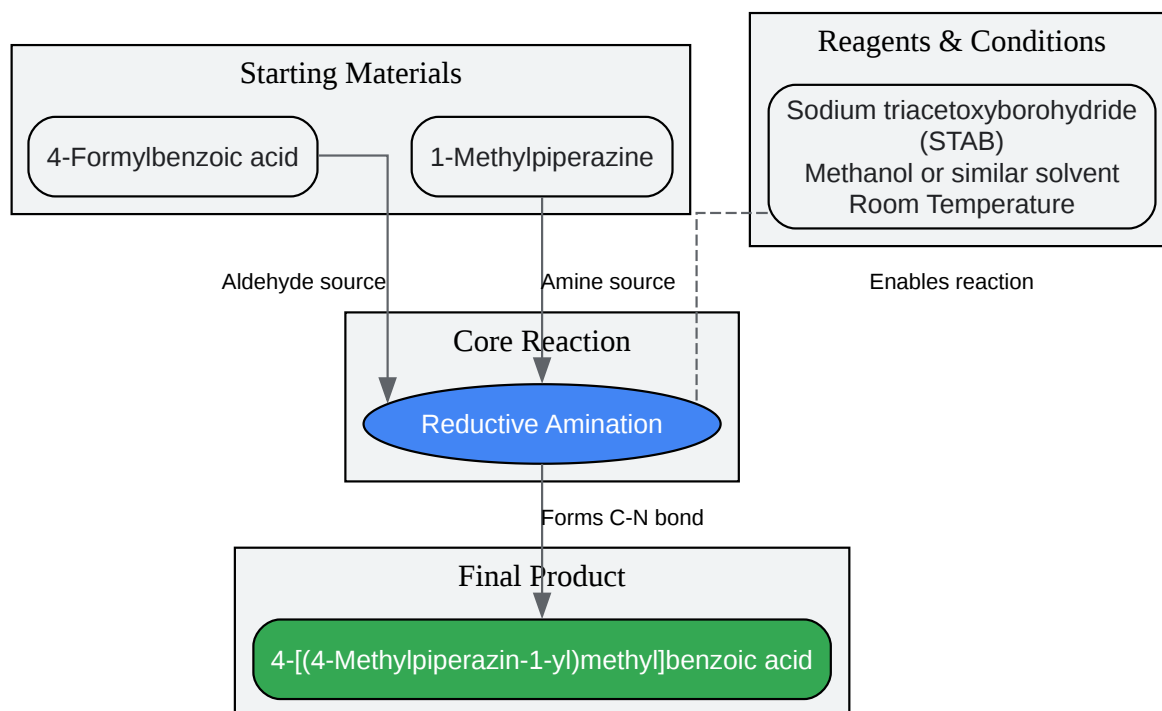 Starting Materials
4-Formylbenzoic acid
1-Methylpiperazine
Reagents & Conditions
Sodium triacetoxyborohydride
(STAB)
Methanol or similar solvent
Room Temperature
Aldehyde source
Amine source
Enables reaction
Core Reaction
Reductive Amination
Forms C-N bond
Final Product
4-[(4-Methylpiperazin-1-yl)methyl]benzoic acid